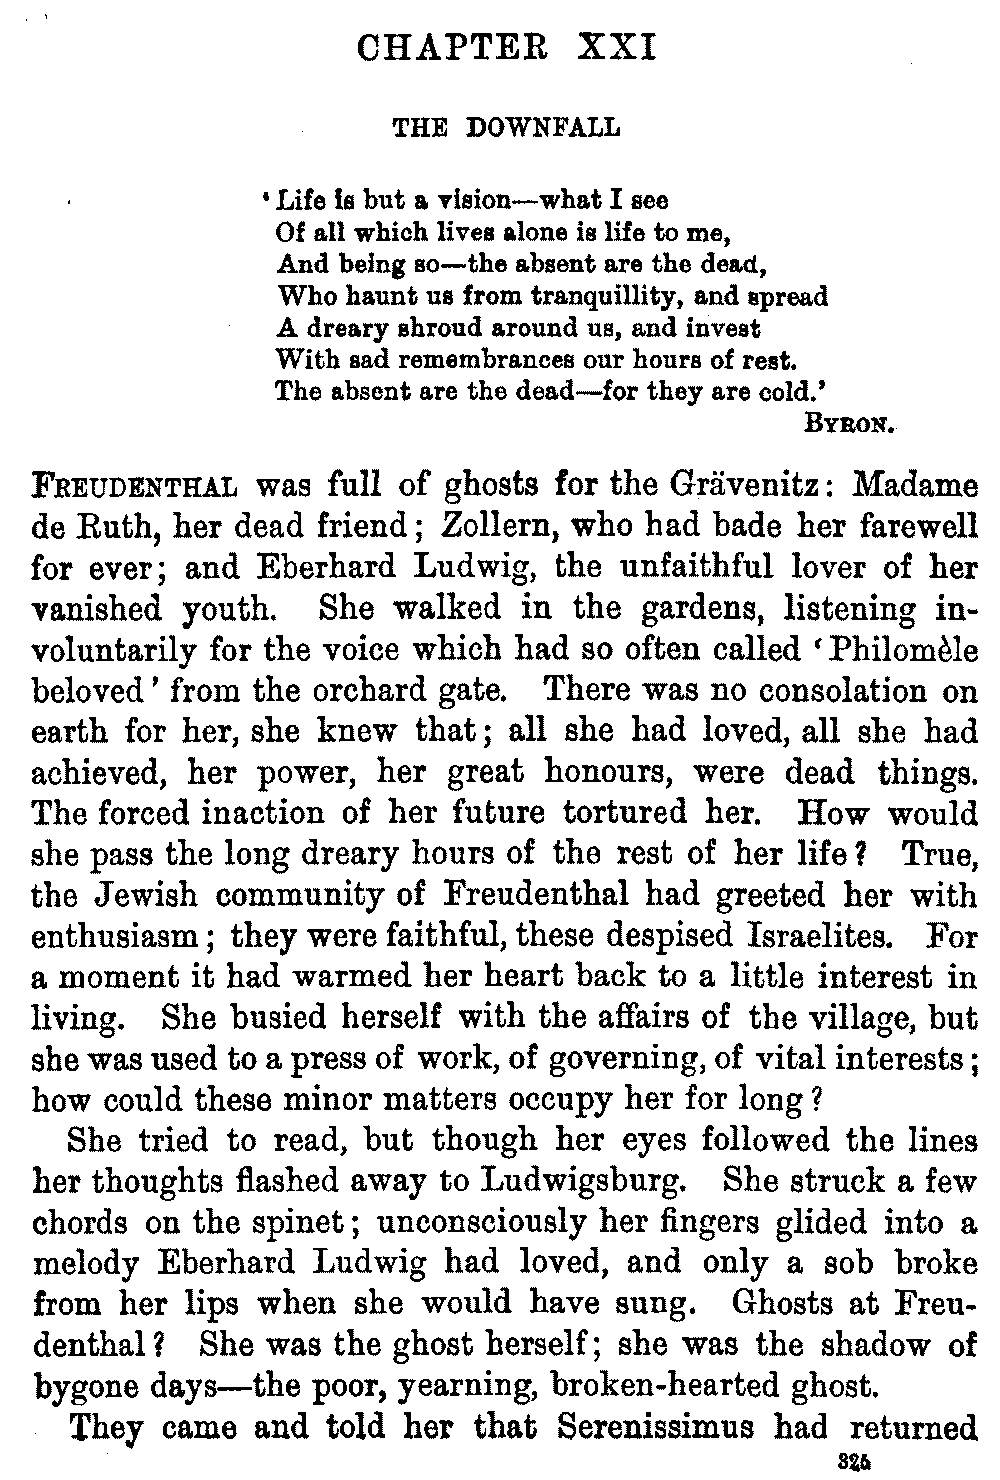 CHAPTER XXI
THE DOWNFALL
‘Life is but a vision—what I see
Of all which lives alone is life to me,
And being so—the absent are the dead,
Who haunt us from tranquillity, and spread
A dreary shroud around us, and invest
With sad remembrances our hours of rest.
The absent are the dead—for they are cold.’
BYRON.
FREUDENTHAL was full of ghosts for the Grävenitz: Madame
de Ruth, her dead friend; Zollern, who had bade her farewell
for ever; and Eberhard Ludwig, the unfaithful lover of her
vanished youth. She walked in the gardens, listening in-
voluntarily for the voice which had so often called ‘Philomèle
beloved’ from the orchard gate. There was no consolation on
earth for her, she knew that; all she had loved, all she had
achieved, her power, her great honours, were dead things.
The forced inaction of her future tortured her. How would
she pass the long dreary hours of the rest of her life? True,
the Jewish community of Freudenthal had greeted her with
enthusiasm; they were faithful, these despised Israelites. For
a moment it had warmed her heart back to a little interest in
living. She busied herself with the affairs of the village, but
she was used to a press of work, of governing, of vital interests;
how could these minor matters occupy her for long?
She tried to read, but though her eyes followed the lines
her thoughts flashed away to Ludwigsburg. She struck a few
chords on the spinet; unconsciously her fingers glided into a
melody Eberhard Ludwig had loved, and only a sob broke
from her lips when she would have sung. Ghosts at Freu-
denthal? She was the ghost herself; she was the shadow of
bygone days—the poor, yearning, broken-hearted ghost.
They came and told her that Serenissimus had returned
325